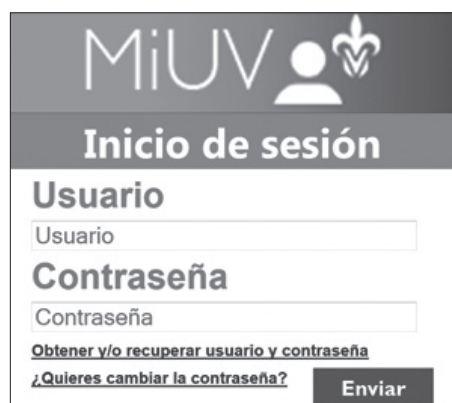 MiUV
Inicio de sesión
Usuario
Usuario
Contraseña
Contraseña
Obtener y/o recuperar usuario y contraseña
¿Quieres cambiar la contraseña?
Enviar